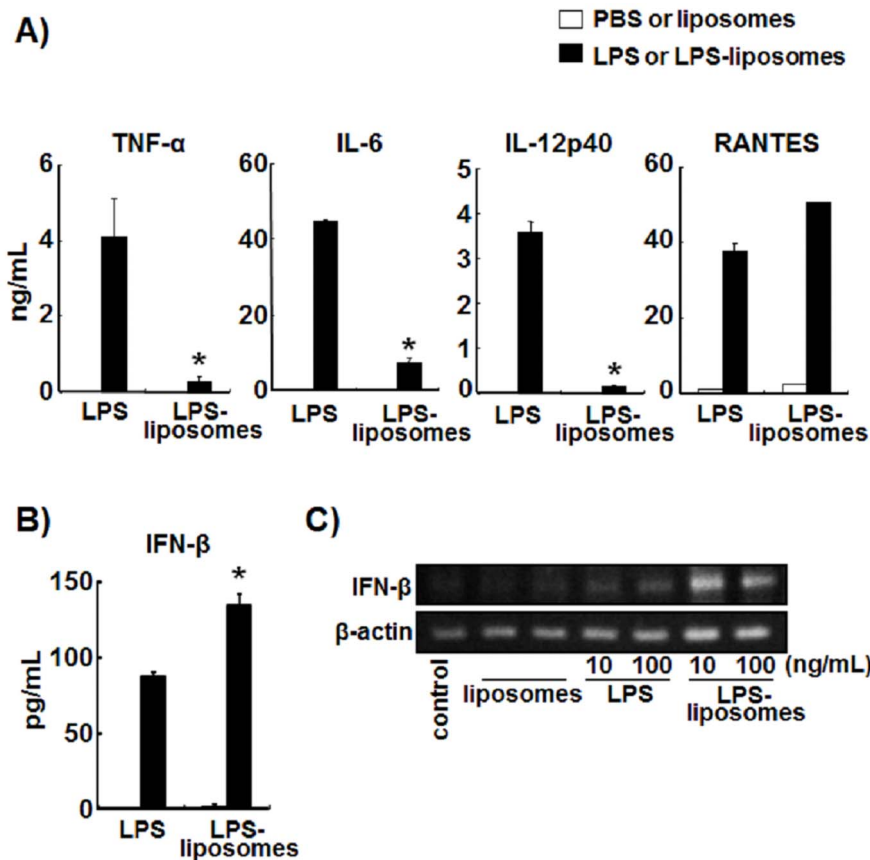 A)
PBS or liposomes
LPS or LPS-liposomes
TNF-α
IL-6
IL-12p40
RANTES
ng/mL
6
4
2
0
60
40
20
0
5
4
3
2
1
0
60
40
20
0
*
*
*
LPS
LPS-
liposomes
LPS
LPS-
liposomes
LPS
LPS-
liposomes
LPS
LPS-
liposomes
B)
IFN-β
pg/mL
150
100
50
0
*
LPS
LPS-
liposomes
C)
IFN-β
β-actin
control
liposomes
10 100
LPS
10 100 (ng/mL)
LPS-
liposomes